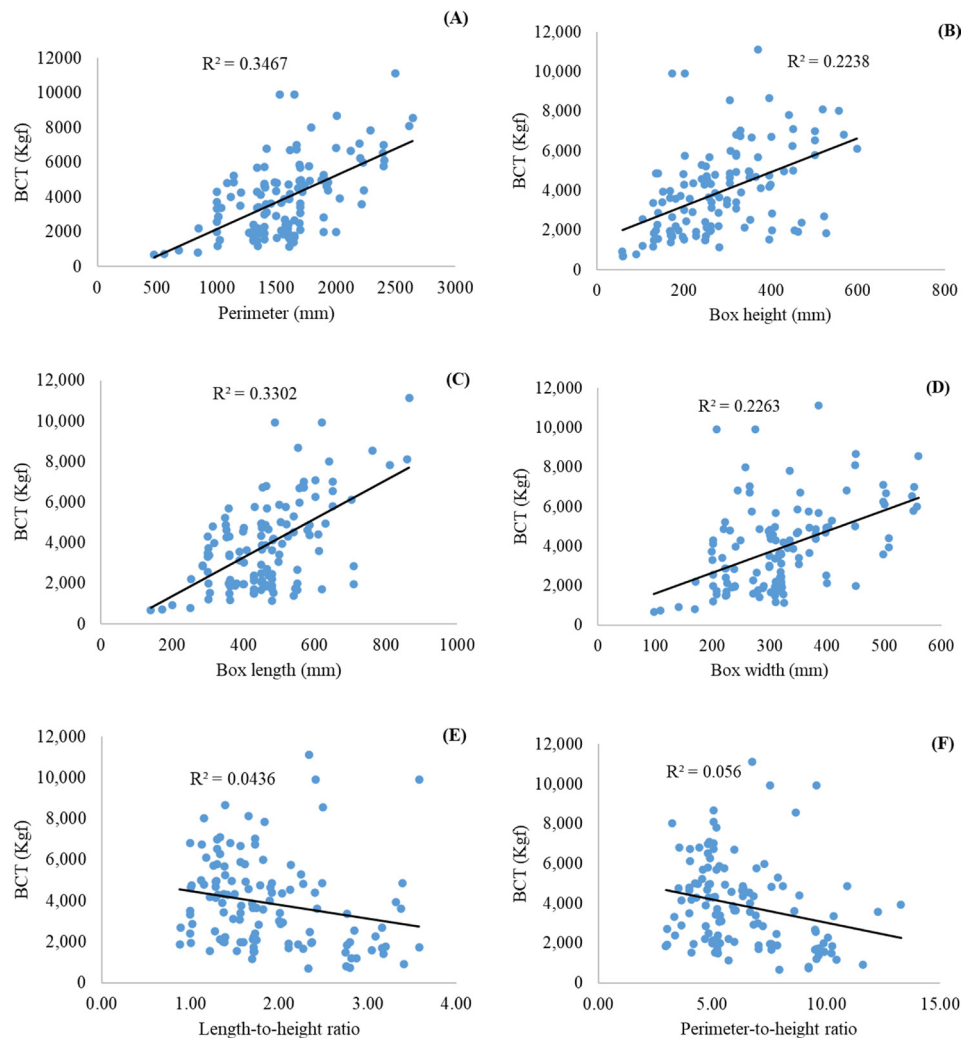 (A)
12000
10000
8000
6000
4000
2000
0
BCT (Kgf)
R² = 0.3467
0 500 1000 1500 2000 2500 3000
Perimeter (mm)
(B)
12,000
10,000
8,000
6,000
4,000
2,000
0
BCT (Kgf)
R² = 0.2238
0 200 400 600 800
Box height (mm)
(C)
12,000
10,000
8,000
6,000
4,000
2,000
0
BCT (Kgf)
R² = 0.3302
0 200 400 600 800 1000
Box length (mm)
(D)
12,000
10,000
8,000
6,000
4,000
2,000
0
BCT (Kgf)
R² = 0.2263
0 100 200 300 400 500 600
Box width (mm)
(E)
12,000
10,000
8,000
6,000
4,000
2,000
0
BCT (Kgf)
R² = 0.0436
0.00 1.00 2.00 3.00 4.00
Length-to-height ratio
(F)
12,000
10,000
8,000
6,000
4,000
2,000
0
BCT (Kgf)
R² = 0.056
0.00 5.00 10.00 15.00
Perimeter-to-height ratio